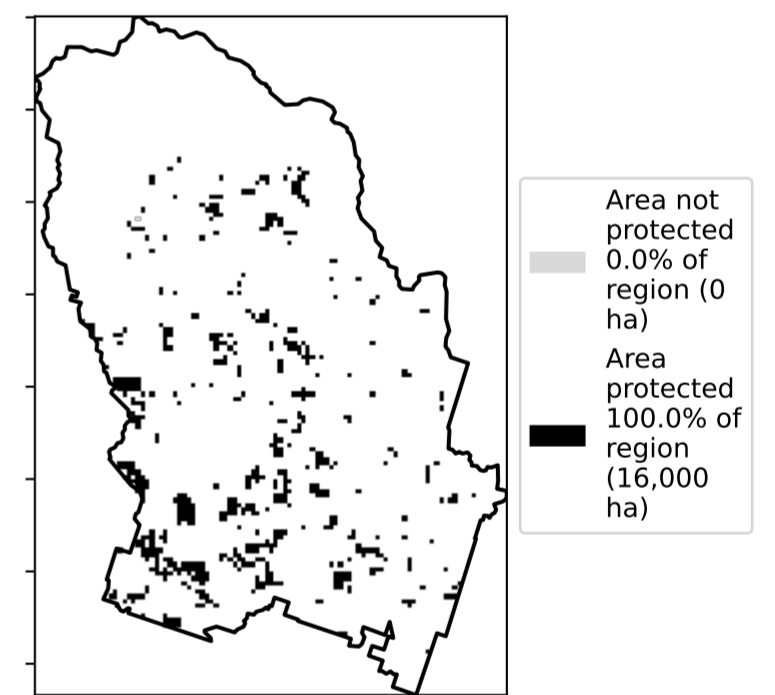 Area not
protected
0.0% of
region (0
ha)
Area
protected
100.0% of
region
(16,000
ha)